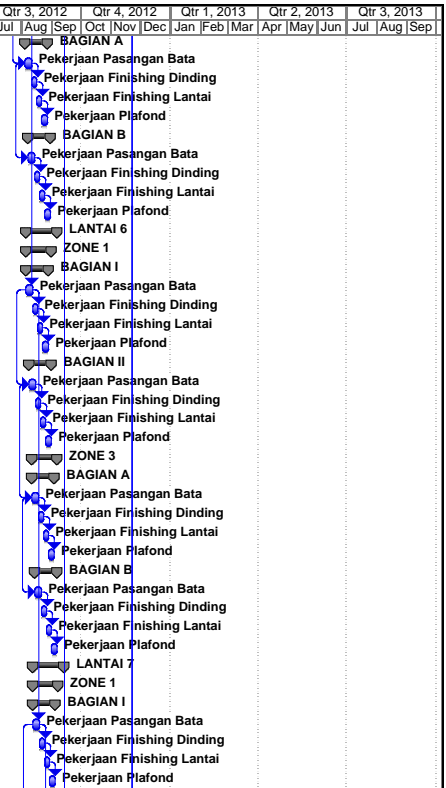 Qtr 3, 2012 Qtr 4, 2012 Qtr 1, 2013 Qtr 2, 2013 Qtr 3, 2013
Jul Aug Sep Oct Nov Dec Jan Feb Mar Apr May Jun Jul Aug Sep
BAGIAN A
Pekerjaan Pasangan Bata
Pekerjaan Finishing Dinding
Pekerjaan Finishing Lantai
Pekerjaan Plafond
BAGIAN B
Pekerjaan Pasangan Bata
Pekerjaan Finishing Dinding
Pekerjaan Finishing Lantai
Pekerjaan Plafond
LANTAI 6
ZONE 1
BAGIAN I
Pekerjaan Pasangan Bata
Pekerjaan Finishing Dinding
Pekerjaan Finishing Lantai
Pekerjaan Plafond
BAGIAN II
Pekerjaan Pasangan Bata
Pekerjaan Finishing Dinding
Pekerjaan Finishing Lantai
Pekerjaan Plafond
ZONE 3
BAGIAN A
Pekerjaan Pasangan Bata
Pekerjaan Finishing Dinding
Pekerjaan Finishing Lantai
Pekerjaan Plafond
BAGIAN B
Pekerjaan Pasangan Bata
Pekerjaan Finishing Dinding
Pekerjaan Finishing Lantai
Pekerjaan Plafond
LANTAI 7
ZONE 1
BAGIAN I
Pekerjaan Pasangan Bata
Pekerjaan Finishing Dinding
Pekerjaan Finishing Lantai
Pekerjaan Plafond